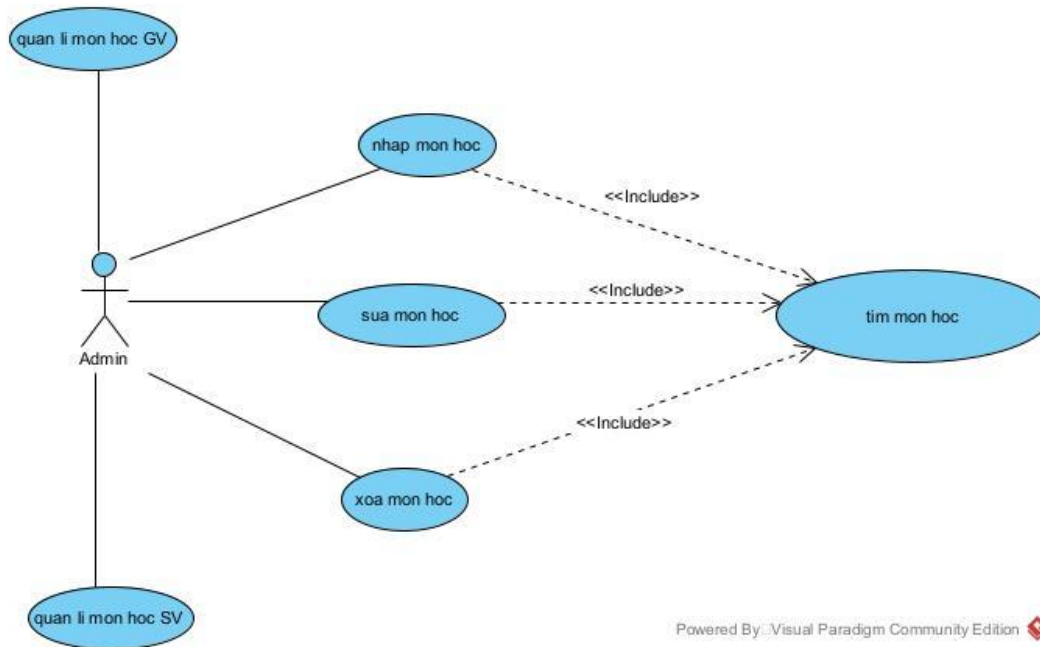 quan li mon hoc GV
nhap mon hoc
<<Include>>
<<Include>>
sua mon hoc
tim mon hoc
Admin
<<Include>>
xoa mon hoc
quan li mon hoc SV
Powered By Visual Paradigm Community Edition